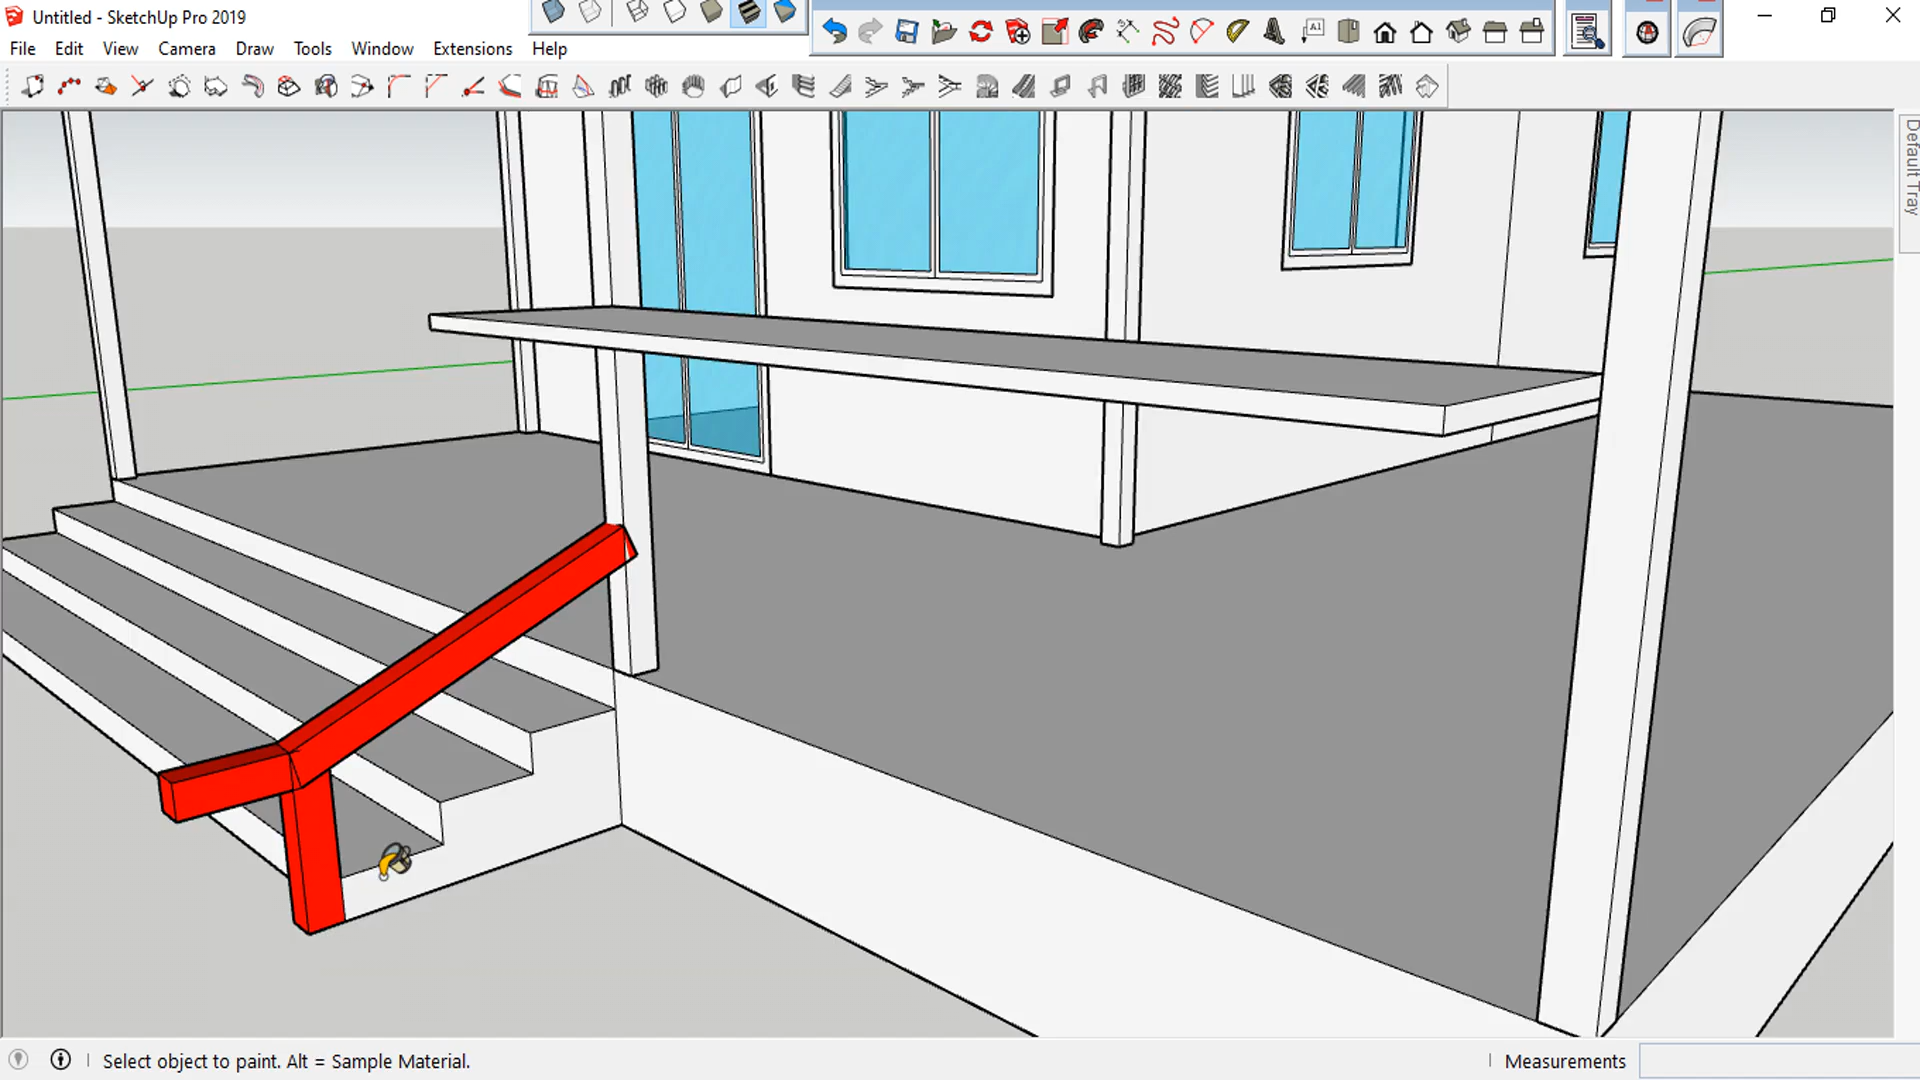 Untitled - SketchUp Pro 2019
File Edit View Camera Draw Tools Window Extensions Help
A1
Default Tray
Select object to paint. Alt = Sample Material.
Measurements